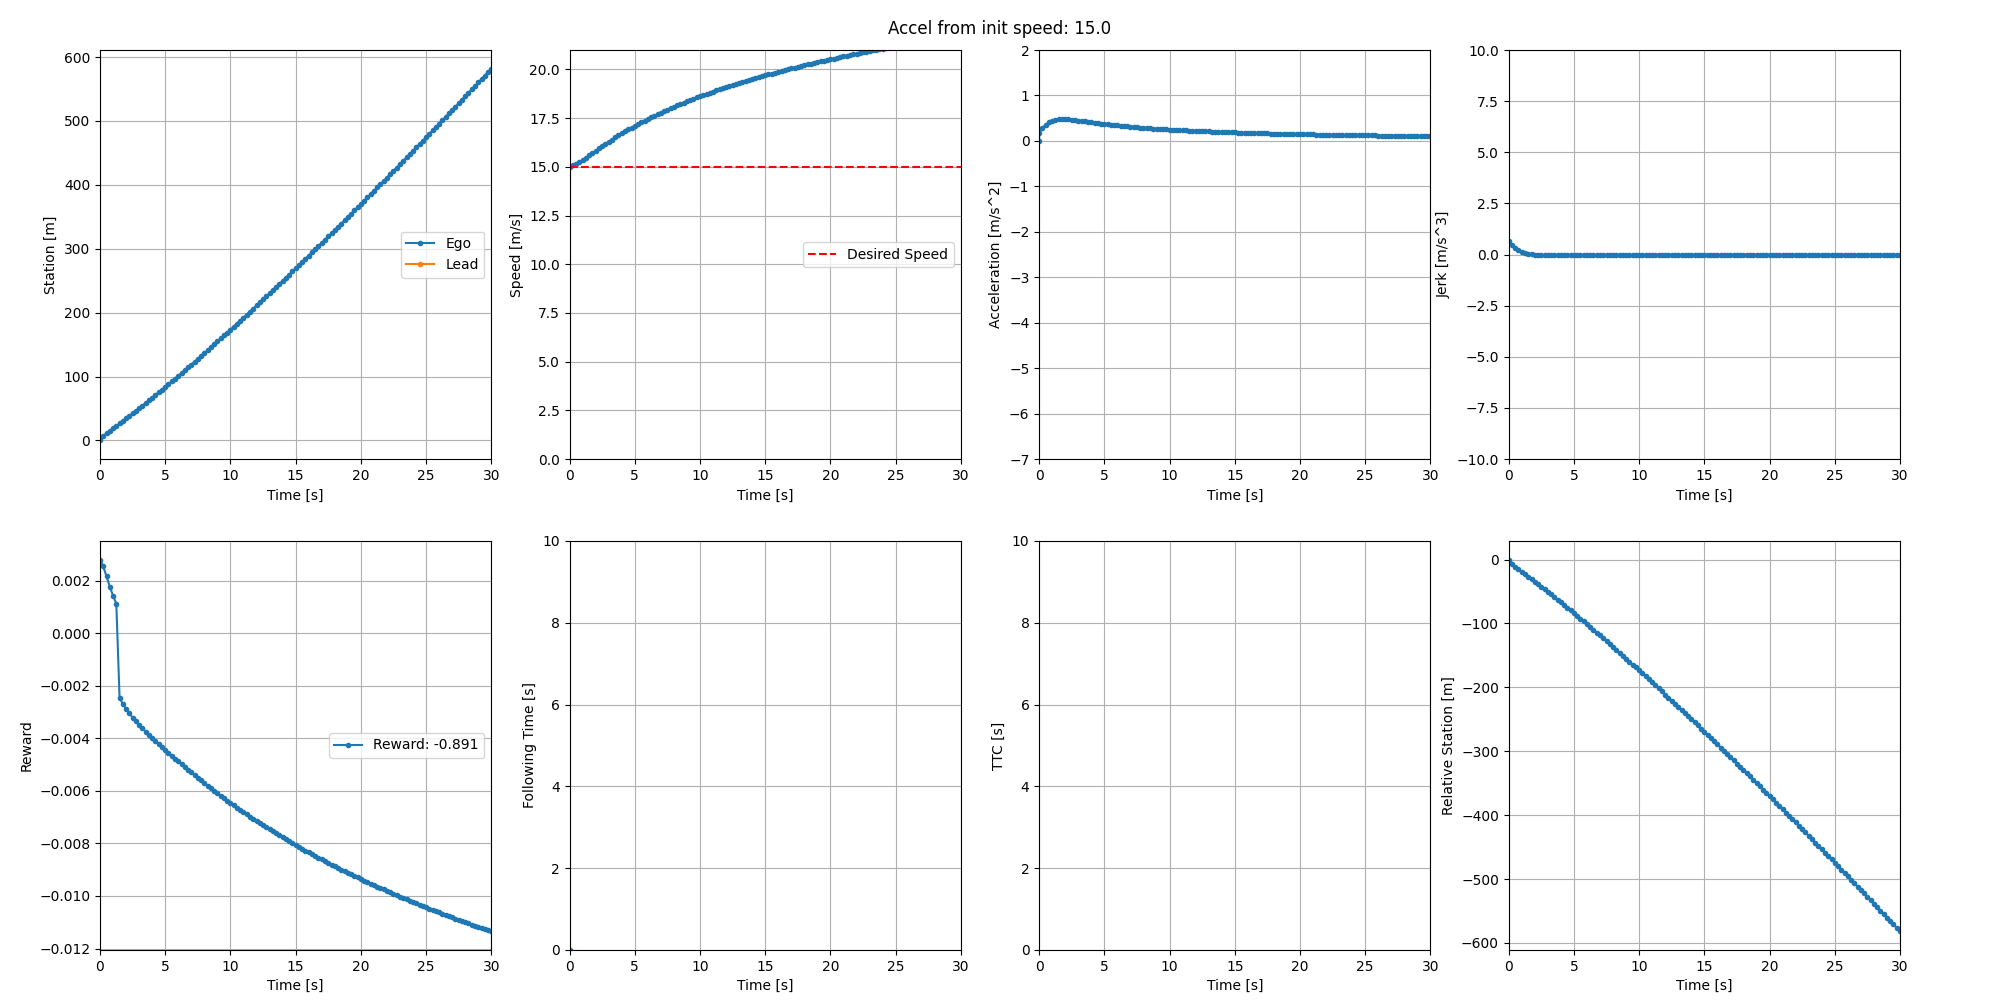 Accel from init speed: 15.0
600
500
400
300
200
100
0
Station [m]
Ego
Lead
0 5 10 15 20 25 30
Time [s]
20.0
17.5
15.0
12.5
10.0
7.5
5.0
2.5
0.0
Speed [m/s]
Desired Speed
0 5 10 15 20 25 30
Time [s]
2
1
0
−1
−2
−3
−4
−5
−6
−7
Acceleration [m/s^2]
0 5 10 15 20 25 30
Time [s]
10.0
7.5
5.0
2.5
0.0
−2.5
−5.0
−7.5
−10.0
Jerk [m/s^3]
0 5 10 15 20 25 30
Time [s]
0.002
0.000
−0.002
−0.004
−0.006
−0.008
−0.010
−0.012
Reward
Reward: -0.891
0 5 10 15 20 25 30
Time [s]
10
8
6
4
2
0
Following Time [s]
0 5 10 15 20 25 30
Time [s]
10
8
6
4
2
0
TTC [s]
0 5 10 15 20 25 30
Time [s]
0
−100
−200
−300
−400
−500
−600
Relative Station [m]
0 5 10 15 20 25 30
Time [s]